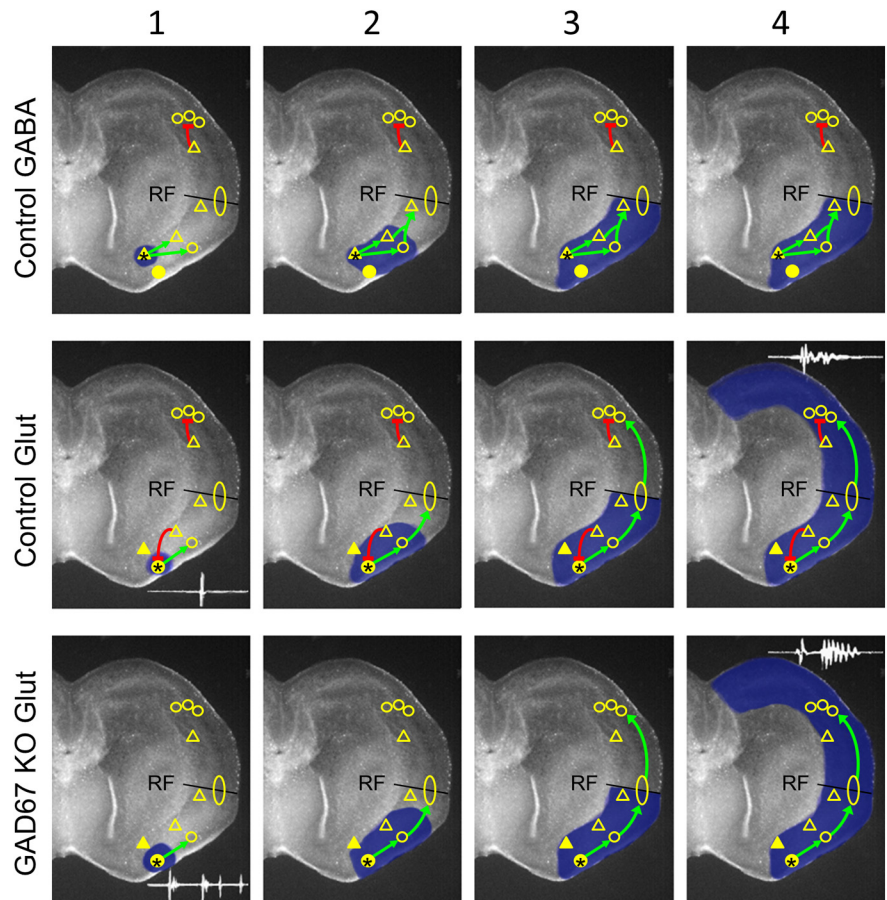 1 2 3 4
Control GABA
RF RF RF RF
Control Glut
RF RF RF RF
GAD67 KO Glut
RF RF RF RF